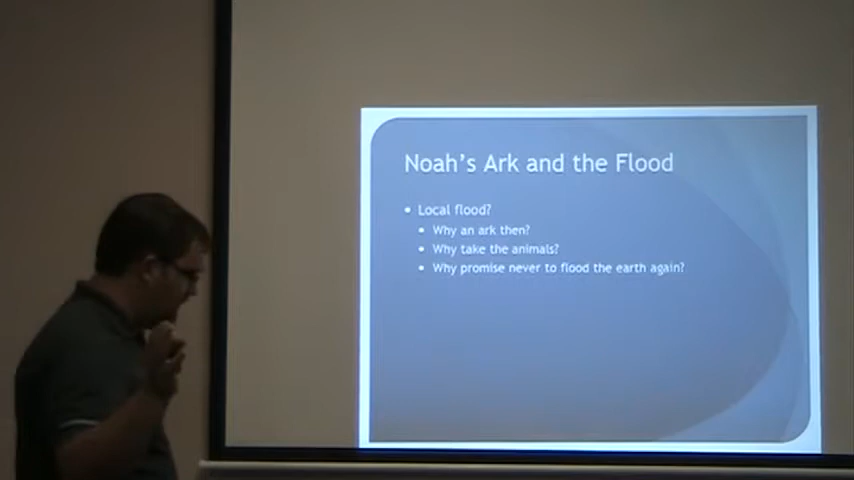 Noah's Ark and the Flood
• Local flood?
• Why an ark then?
• Why take the animals?
• Why promise never to flood the earth again?